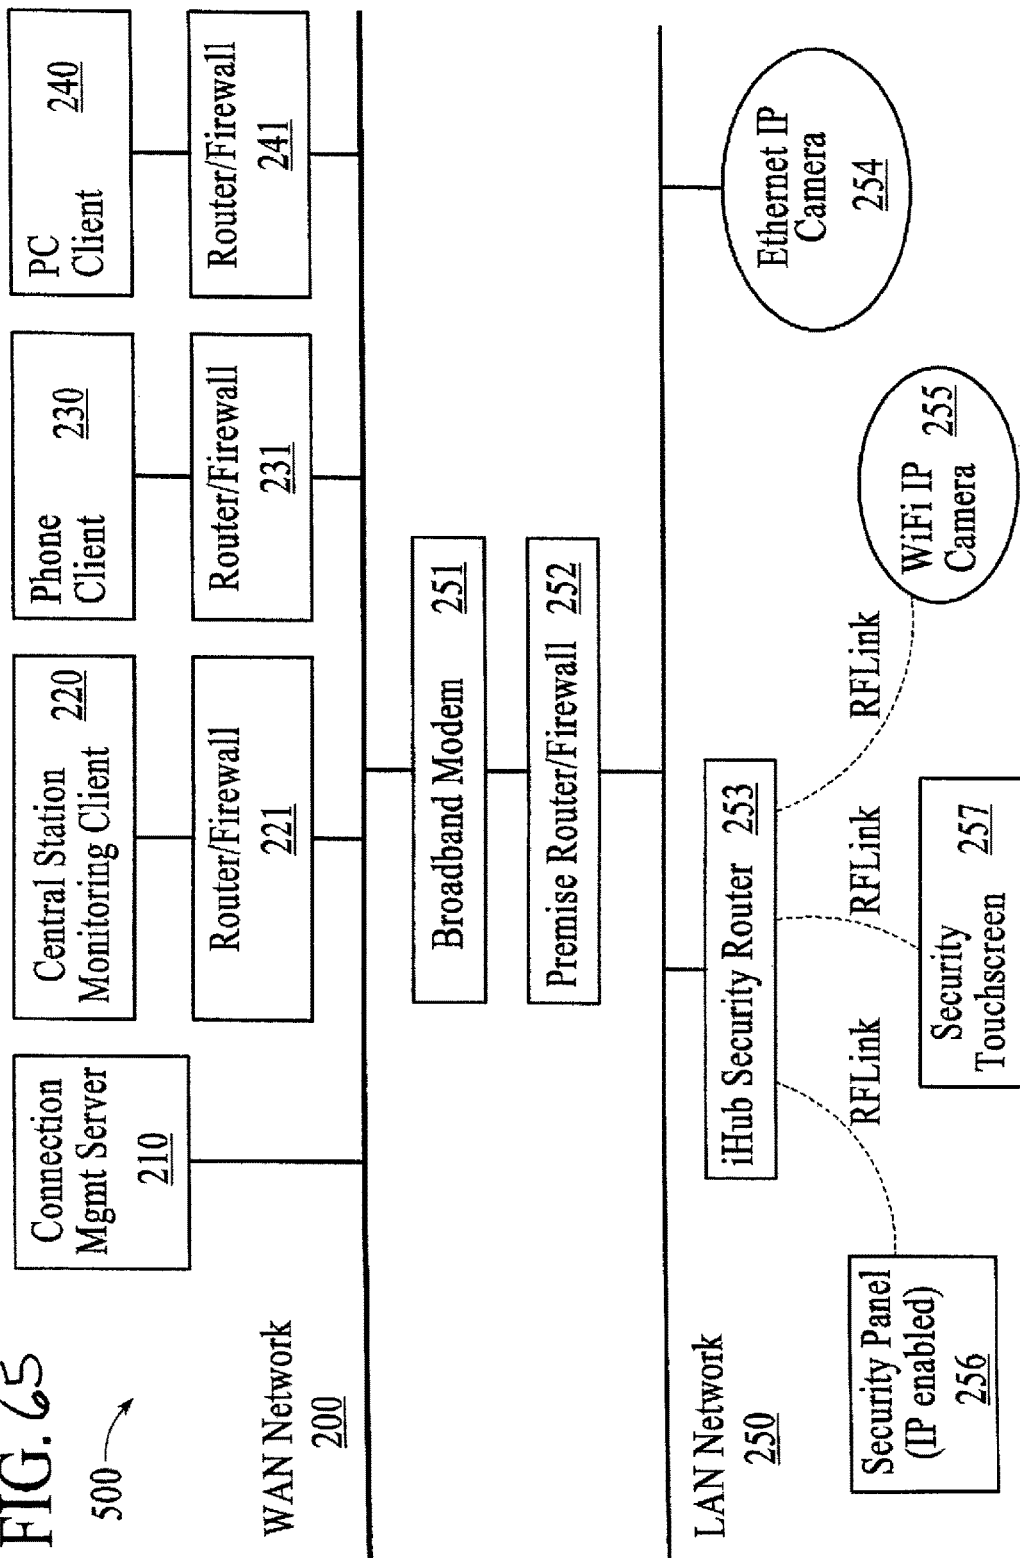 FIG. 65
500
Connection
Mgmt Server
210
Central Station
Monitoring Client
220
Phone
Client
230
PC
Client
240
Router/Firewall
221
Router/Firewall
231
Router/Firewall
241
WAN Network
200
Broadband Modem 251
Premise Router/Firewall 252
LAN Network
250
iHub Security Router 253
Ethernet IP
Camera
254
RFLink
RFLink
RFLink
Security Panel
(IP enabled)
256
Security
Touchscreen
257
WiFi IP
Camera
255